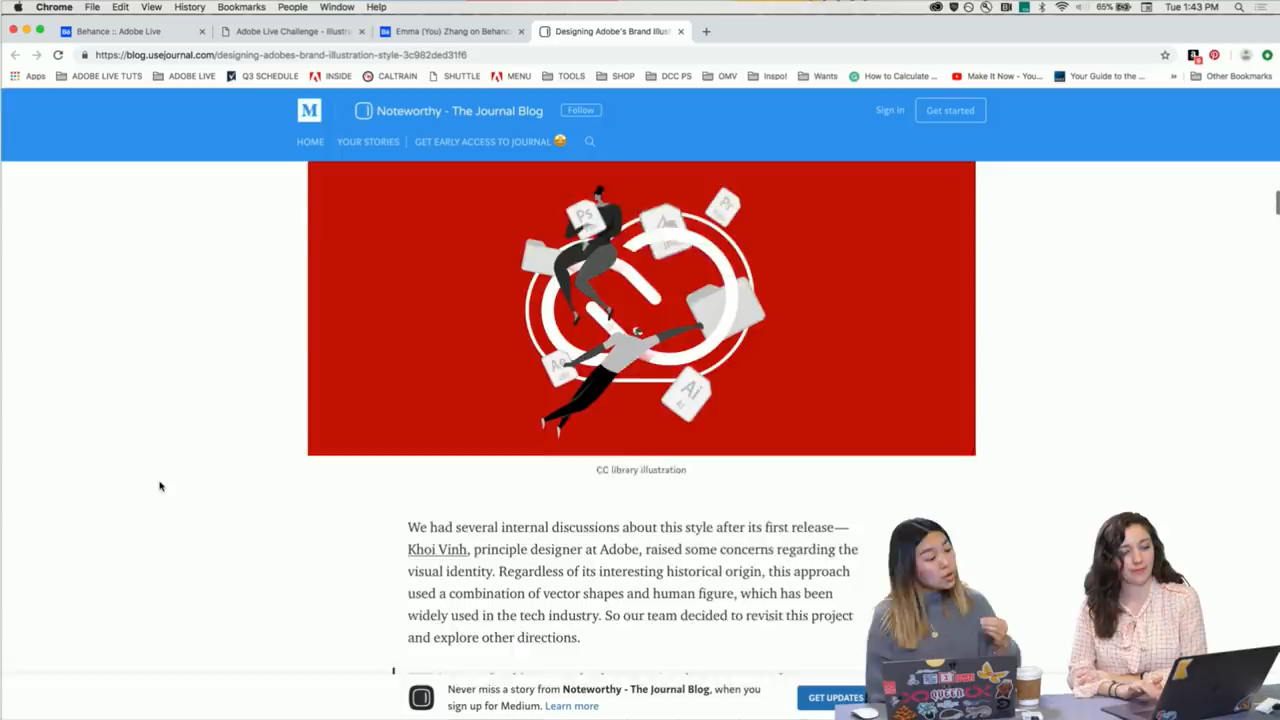 Chrome File Edit View History Bookmarks People Window Help 65% Tue 1:43 PM
Behance :: Adobe Live
Adobe Live Challenge - Illustra
Emma (You) Zhang on Behanc
Designing Adobe's Brand Illust
https://blog.usejournal.com/designing-adobes-brand-illustration-style-3c982ded31f6
Apps ADOBE LIVE TUTS ADOBE LIVE Q3 SCHEDULE INSIDE CALTRAIN SHUTTLE MENU TOOLS SHOP DCC PS OMV Inspo! Wants How to Calculate ... Make It Now - You... Your Guide to the ... Other Bookmarks
M Noteworthy - The Journal Blog Follow Sign in Get started
HOME YOUR STORIES GET EARLY ACCESS TO JOURNAL
Ps
Pr
Ae
Ai
CC library illustration
We had several internal discussions about this style after its first release—
Khoi Vinh, principle designer at Adobe, raised some concerns regarding the
visual identity. Regardless of its interesting historical origin, this approach
used a combination of vector shapes and human figure, which has been
widely used in the tech industry. So our team decided to revisit this project
and explore other directions.
Never miss a story from Noteworthy - The Journal Blog, when you
sign up for Medium. Learn more
GET UPDATES
QUEEN